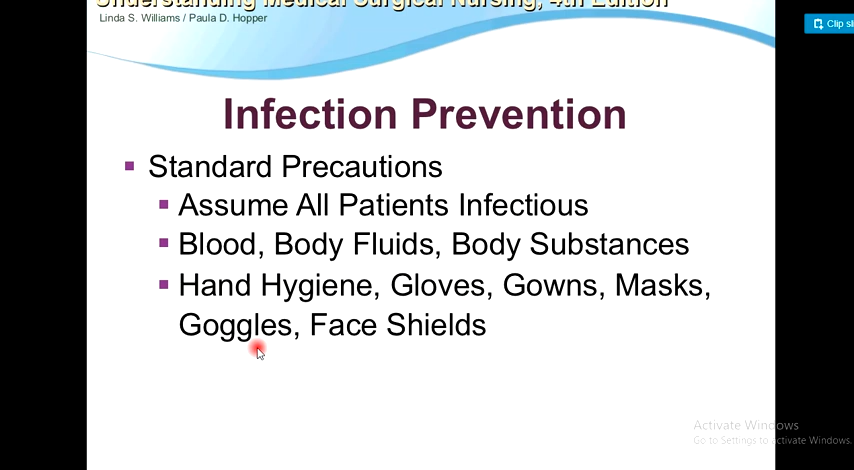 Understanding Medical Surgical Nursing, 4th Edition
Linda S. Williams / Paula D. Hopper
Clip
Infection Prevention
Standard Precautions
Assume All Patients Infectious
Blood, Body Fluids, Body Substances
Hand Hygiene, Gloves, Gowns, Masks,
Goggles, Face Shields
Activate Windows
Go to Settings to activate Windows.